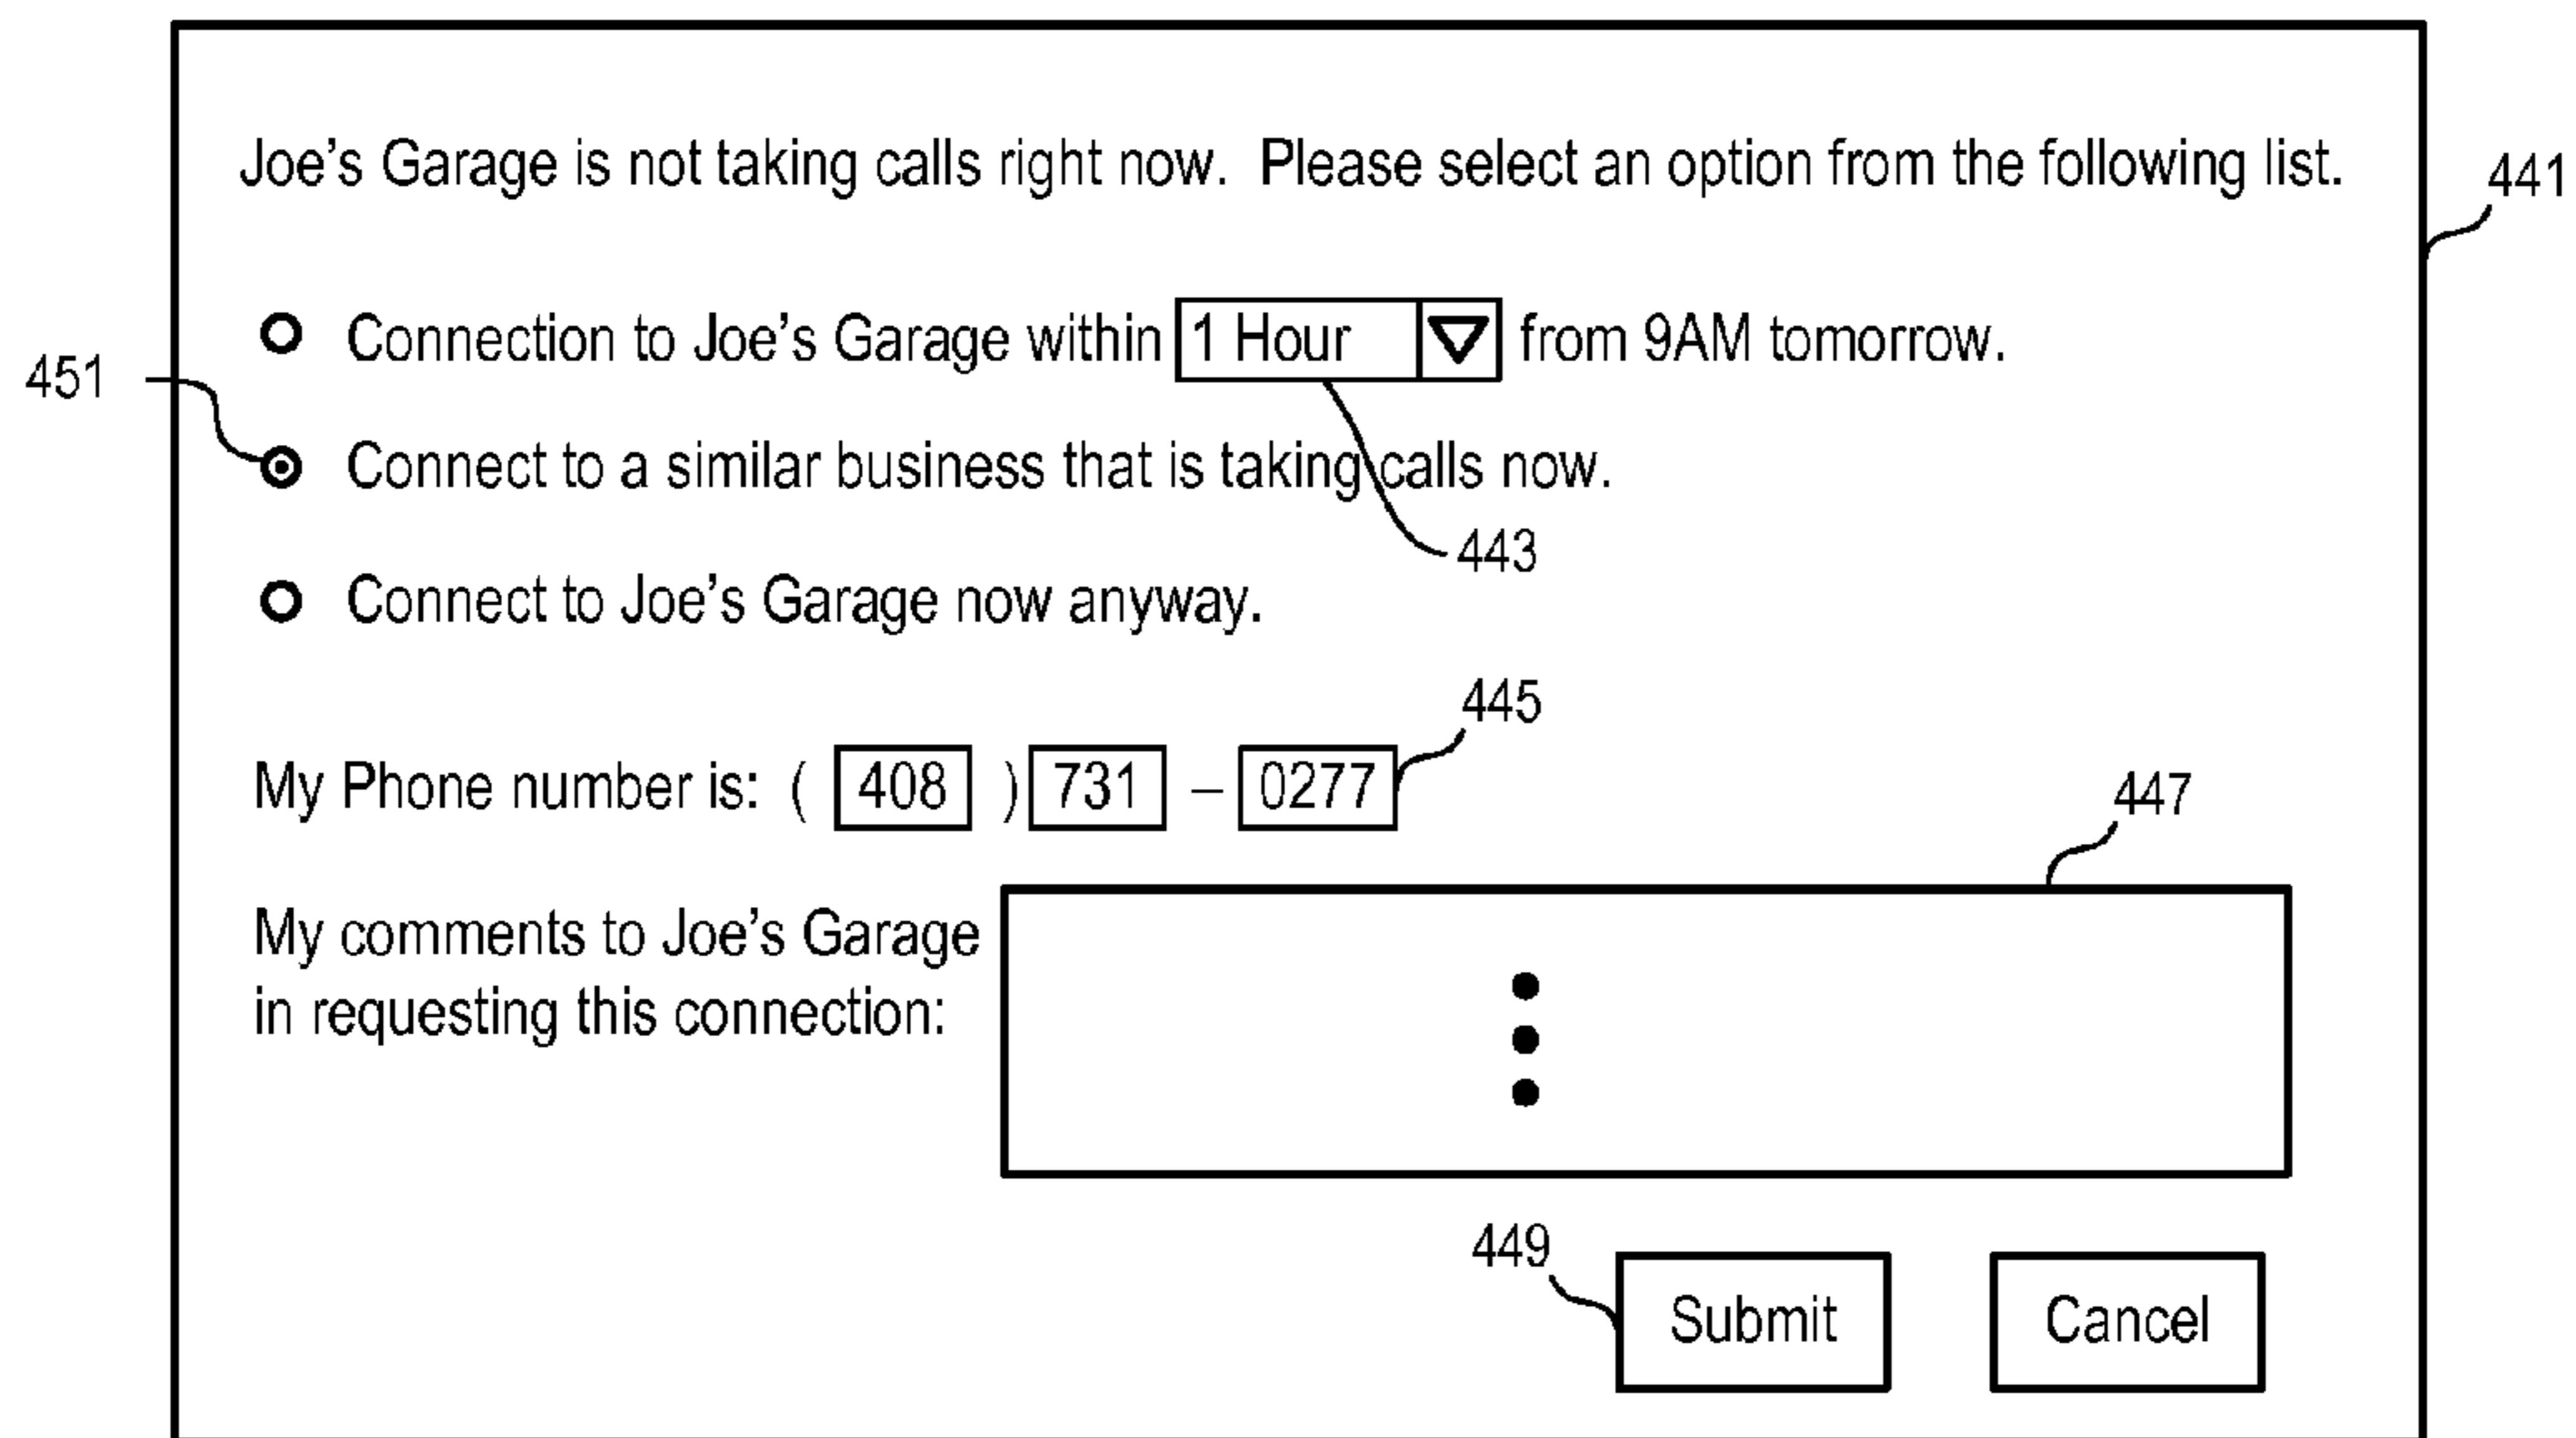 Joe's Garage is not taking calls right now. Please select an option from the following list.
441
Connection to Joe's Garage within 1 Hour from 9AM tomorrow.
451
Connect to a similar business that is taking calls now.
443
Connect to Joe's Garage now anyway.
445
My Phone number is: ( 408 ) 731 – 0277
447
My comments to Joe's Garage
in requesting this connection:
449
Submit Cancel